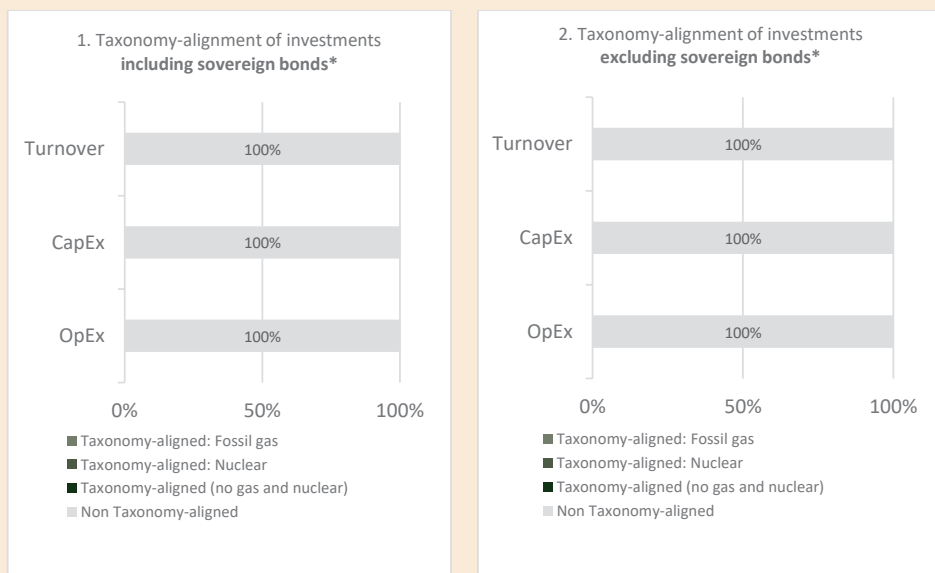 1. Taxonomy-alignment of investments
including sovereign bonds*
Turnover
100%
CapEx
100%
OpEx
100%
0%
50%
100%
Taxonomy-aligned: Fossil gas
Taxonomy-aligned: Nuclear
Taxonomy-aligned (no gas and nuclear)
Non Taxonomy-aligned
2. Taxonomy-alignment of investments
excluding sovereign bonds*
Turnover
100%
CapEx
100%
OpEx
100%
0%
50%
100%
Taxonomy-aligned: Fossil gas
Taxonomy-aligned: Nuclear
Taxonomy-aligned (no gas and nuclear)
Non Taxonomy-aligned